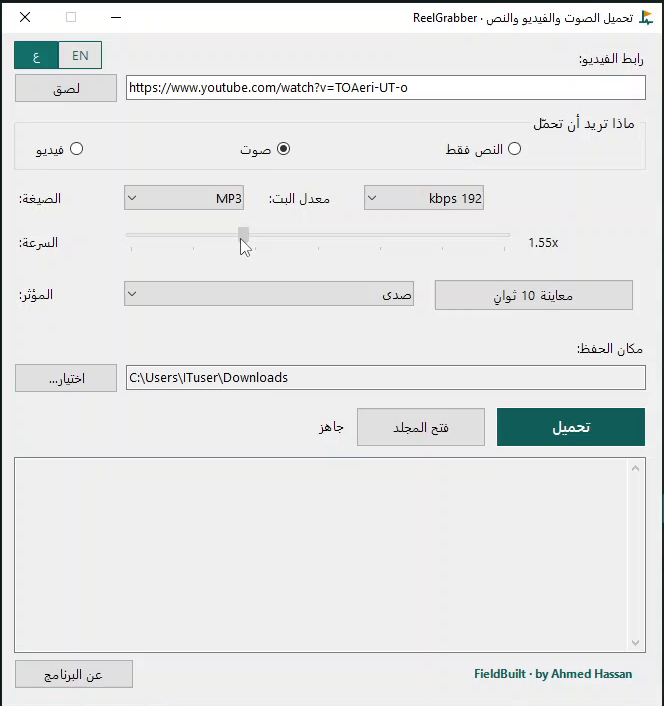 تحميل الصوت والفيديو والنص · ReelGrabber
EN
ع
رابط الفيديو:
https://www.youtube.com/watch?v=TOAeri-UT-o
لصق
ماذا تريد أن تحمّل
النص فقط
صوت
فيديو
الصيغة:
MP3
معدل البت:
192 kbps
السرعة:
1.55x
المؤثر:
صدى
معاينة 10 ثوانٍ
مكان الحفظ:
C:\Users\ITuser\Downloads
اختيار...
تحميل
فتح المجلد
جاهز
عن البرنامج
FieldBuilt · by Ahmed Hassan